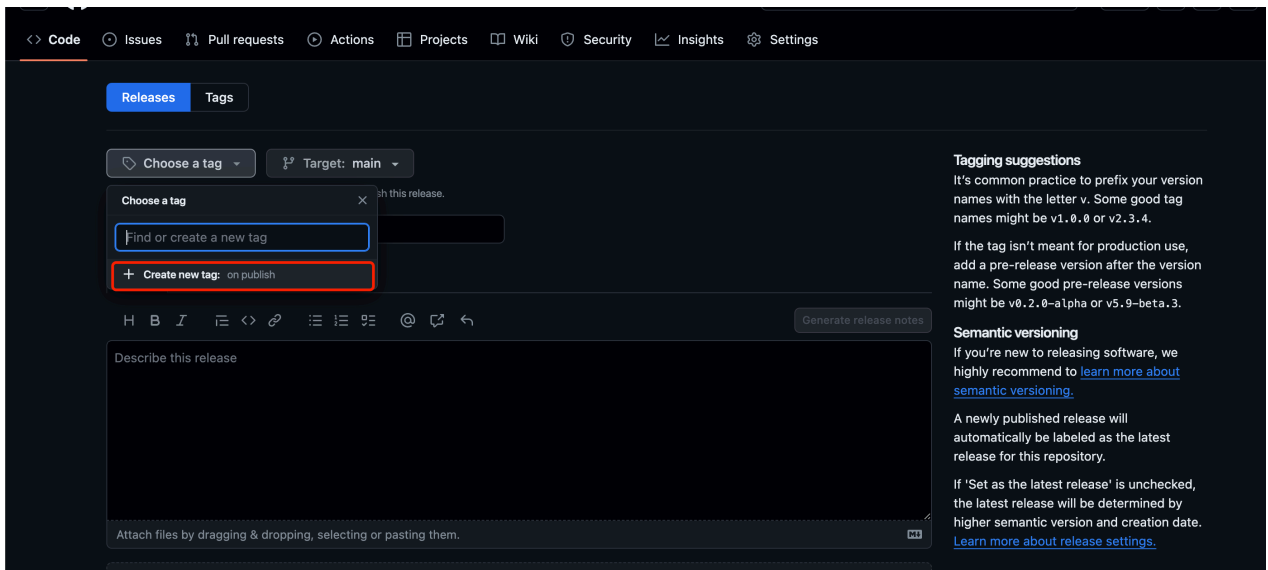 <> Code Issues Pull requests Actions Projects Wiki Security Insights Settings
Releases Tags
Choose a tag Target: main
Choose a tag
sh this release.
Find or create a new tag
+ Create new tag: on publish
H B I @ Generate release notes
Describe this release
Attach files by dragging & dropping, selecting or pasting them.
Tagging suggestions
It's common practice to prefix your version
names with the letter v. Some good tag
names might be v1.0.0 or v2.3.4.
If the tag isn't meant for production use,
add a pre-release version after the version
name. Some good pre-release versions
might be v0.2.0-alpha or v5.9-beta.3.
Semantic versioning
If you're new to releasing software, we
highly recommend to learn more about
semantic versioning.
A newly published release will
automatically be labeled as the latest
release for this repository.
If 'Set as the latest release' is unchecked,
the latest release will be determined by
higher semantic version and creation date.
Learn more about release settings.